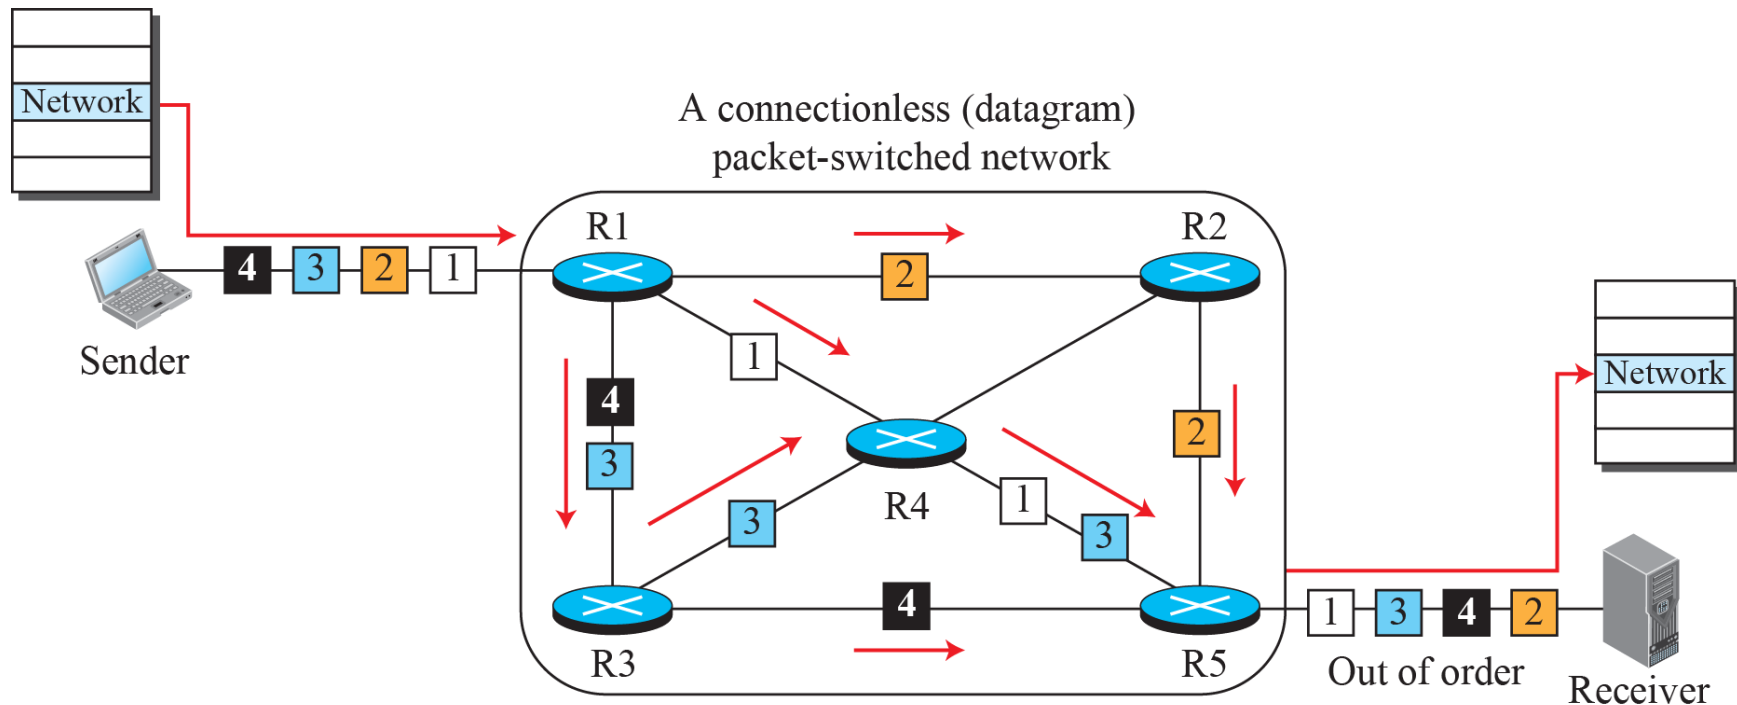 Network
A connectionless (datagram)
packet-switched network
Sender
4 3 2 1
R1
R2
2
1
4
3
2
R4
3
1
3
4
R3
R5
1 3 4 2
Out of order
Receiver
Network